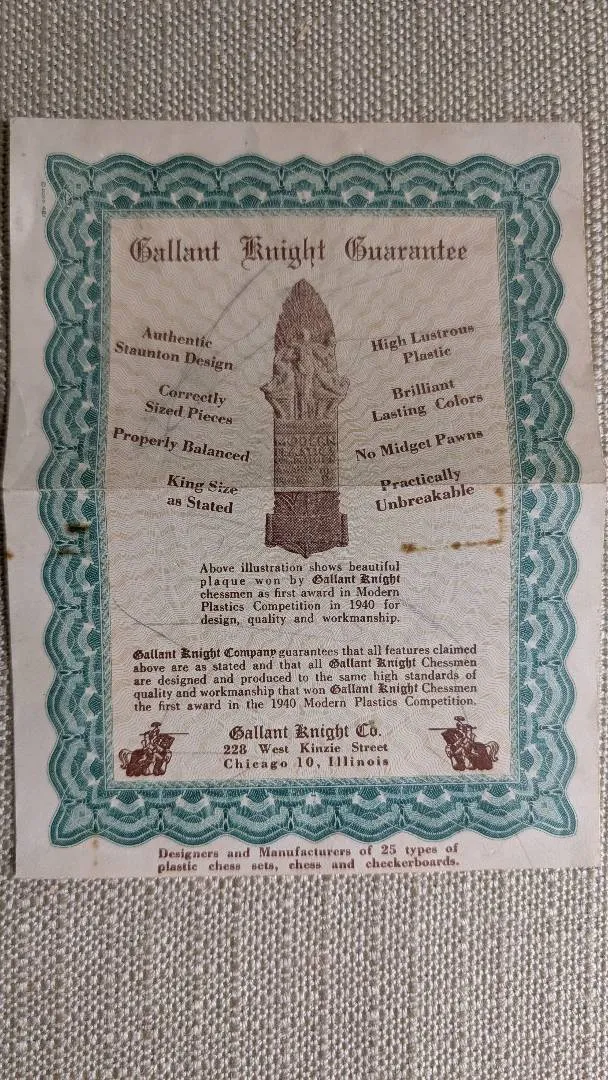 Gallant Knight Guarantee
Authentic
Staunton Design
Correctly
Sized Pieces
Properly Balanced
King Size
as Stated
High Lustrous
Plastic
Brilliant
Lasting Colors
No Midget Pawns
Practically
Unbreakable
MODERN
PLASTICS
Above illustration shows beautiful
plaque won by Gallant Knight
chessmen as first award in Modern
Plastics Competition in 1940 for
design, quality and workmanship.
Gallant Knight Company guarantees that all features claimed
above are as stated and that all Gallant Knight Chessmen
are designed and produced to the same high standards of
quality and workmanship that won Gallant Knight Chessmen
the first award in the 1940 Modern Plastics Competition.
Gallant Knight Co.
228 West Kinzie Street
Chicago 10, Illinois
Designers and Manufacturers of 25 types of
plastic chess sets, chess and checkerboards.